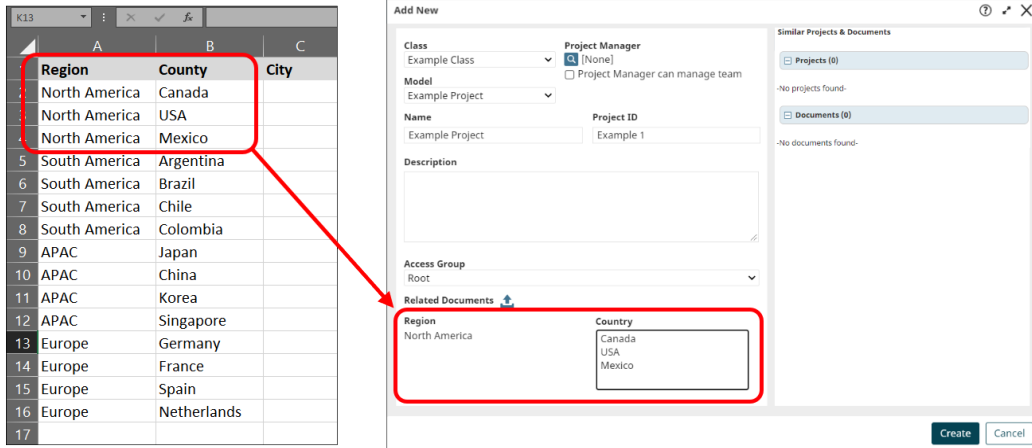 K13
fx
A B C
1 Region County City
2 North America Canada
3 North America USA
4 North America Mexico
5 South America Argentina
6 South America Brazil
7 South America Chile
8 South America Colombia
9 APAC Japan
10 APAC China
11 APAC Korea
12 APAC Singapore
13 Europe Germany
14 Europe France
15 Europe Spain
16 Europe Netherlands
17
Add New
Class
Example Class
Project Manager
[None]
Project Manager can manage team
Model
Example Project
Name
Example Project
Project ID
Example 1
Description
Access Group
Root
Related Documents
Region
North America
Country
Canada
USA
Mexico
Similar Projects & Documents
Projects (0)
-No projects found-
Documents (0)
-No documents found-
Create
Cancel